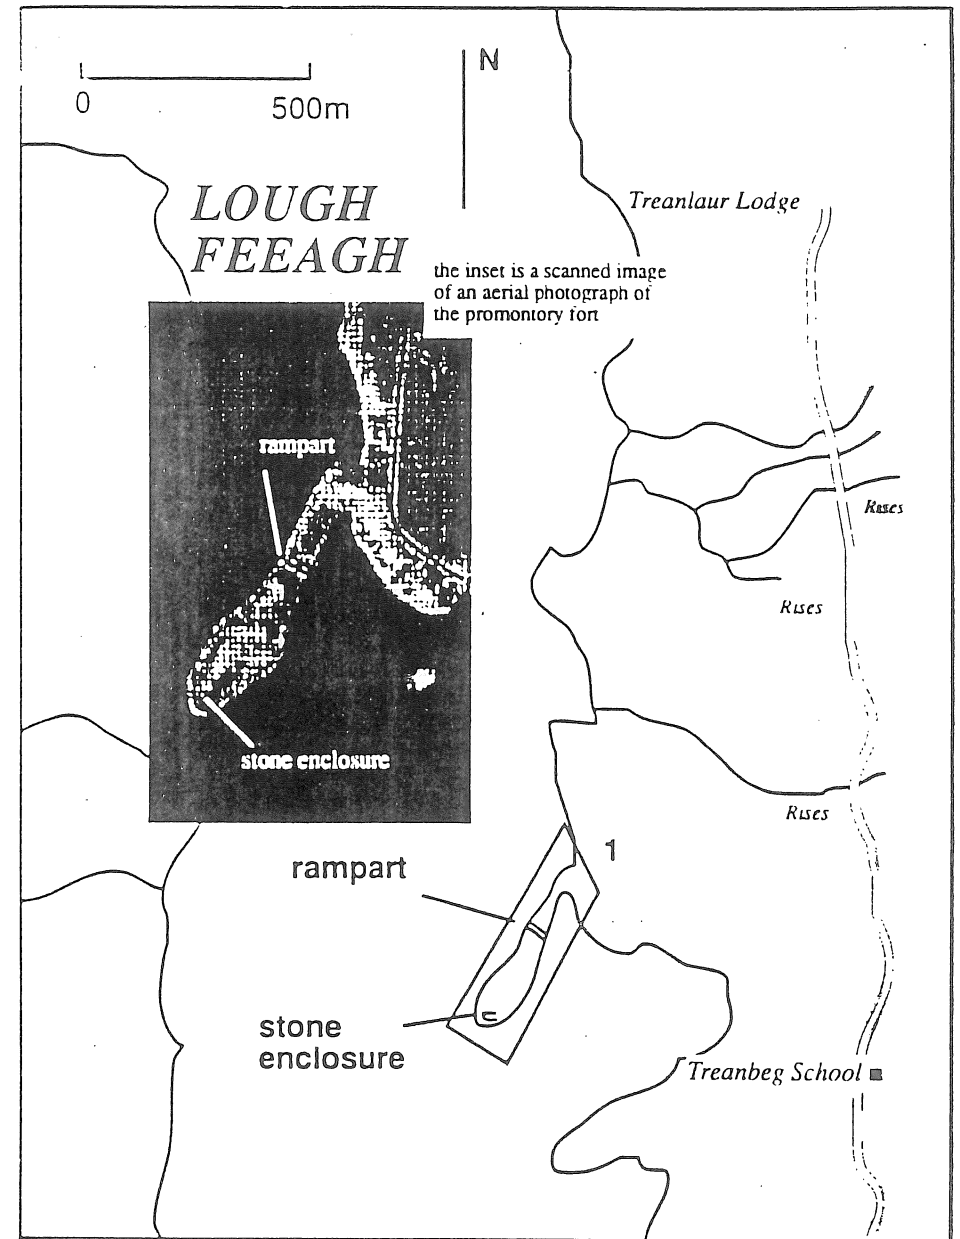 N
0 500m
LOUGH
FEEAGH
Treanlaur Lodge
the inset is a scanned image
of an aerial photograph of
the promontory fort
rampart
Rises
Rises
stone enclosure
Rises
1
rampart
stone
enclosure
Treanbeg School